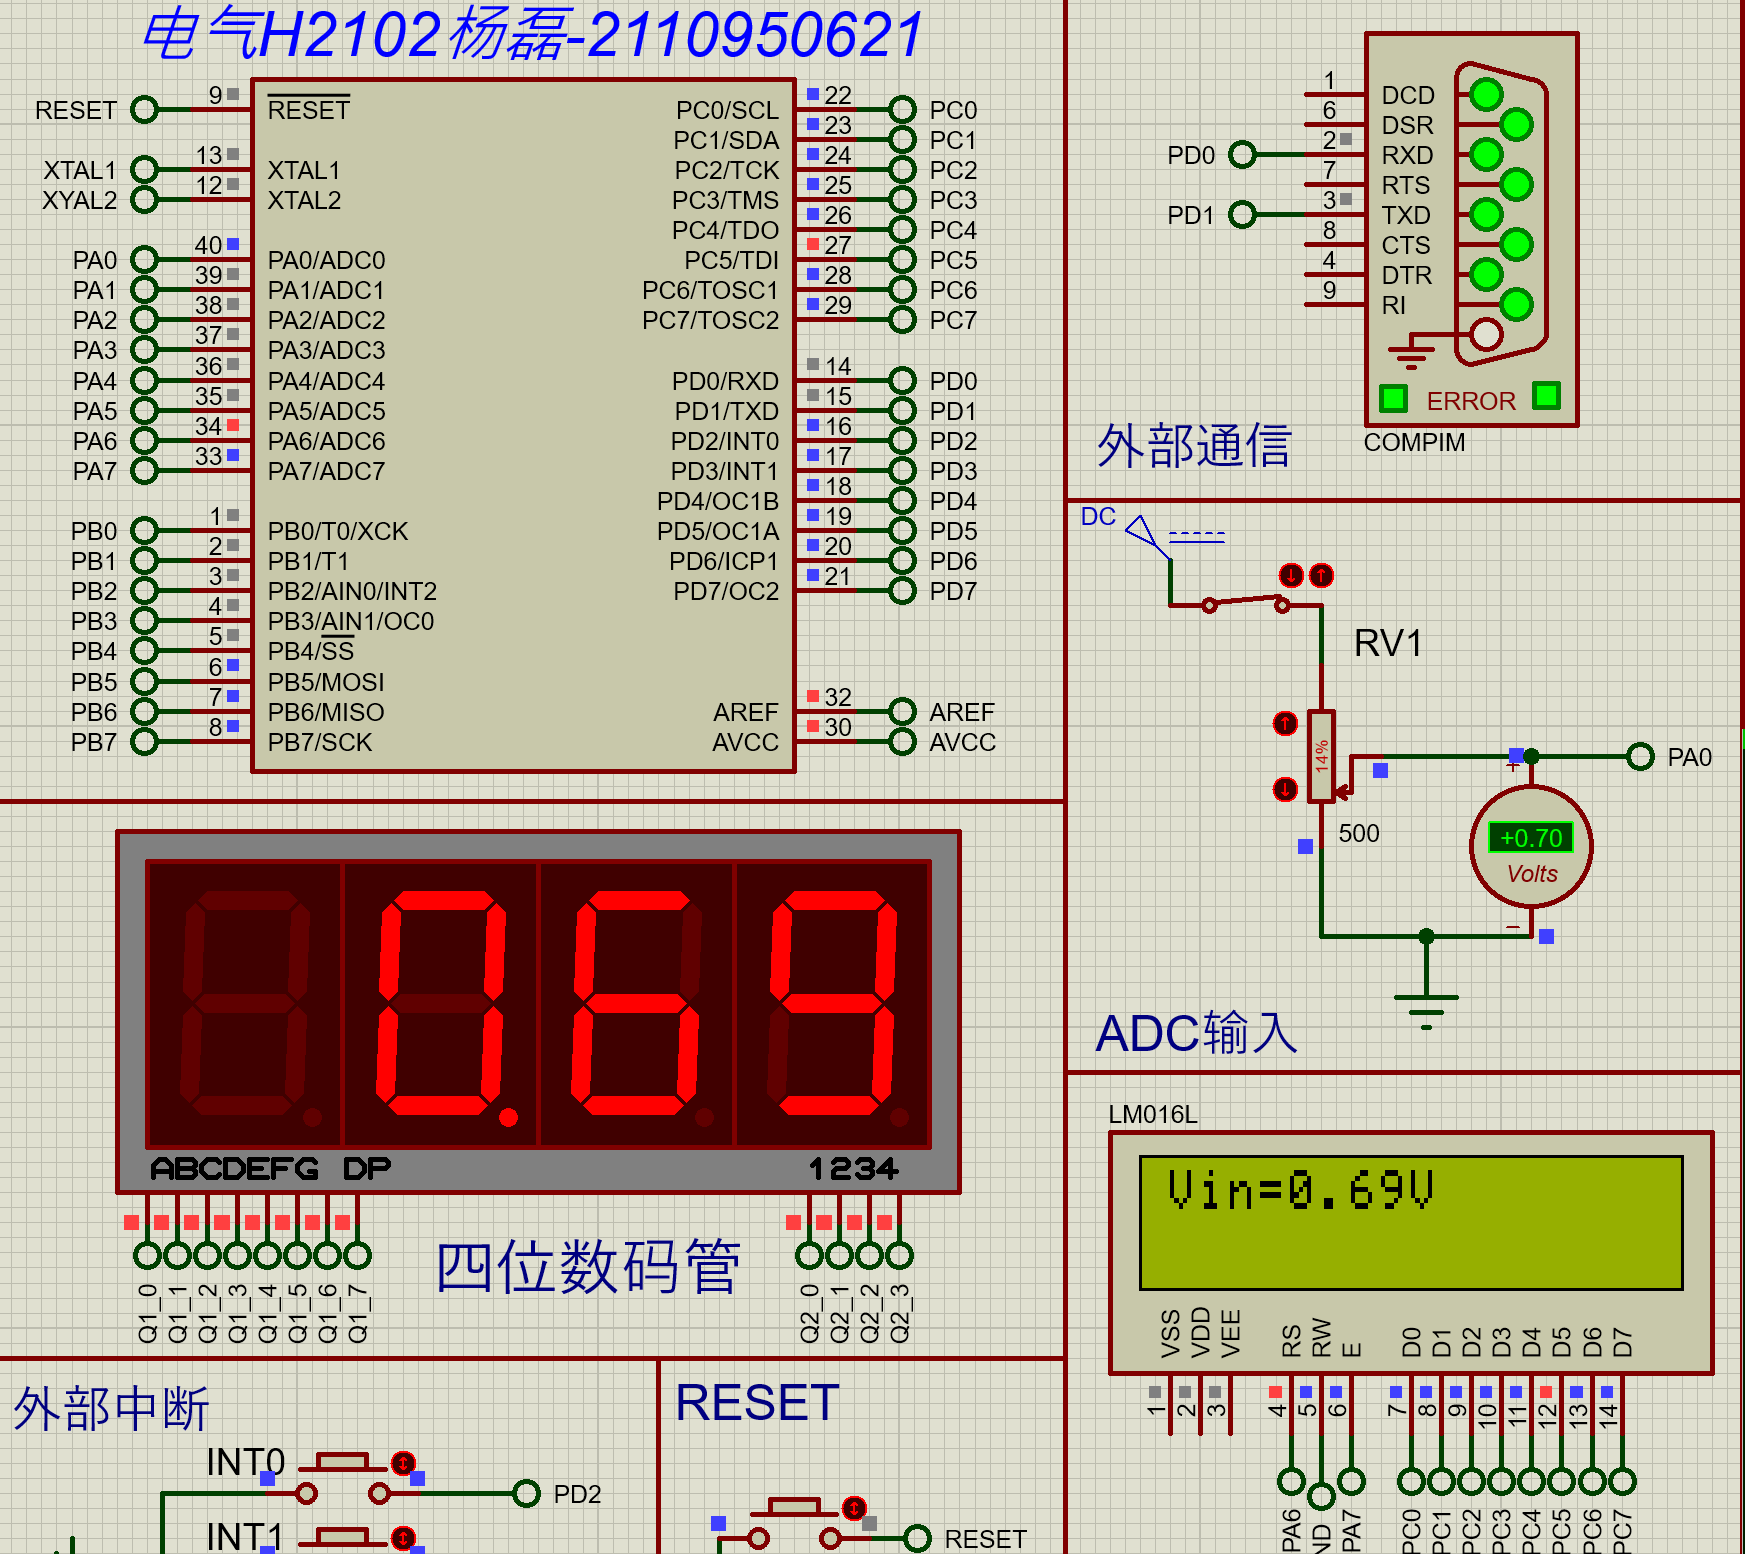 电气H2102杨磊-2110950621
RESET 9 RESET
XTAL1 13 XTAL1
XYAL2 12 XTAL2
PA0 40 PA0/ADC0
PA1 39 PA1/ADC1
PA2 38 PA2/ADC2
PA3 37 PA3/ADC3
PA4 36 PA4/ADC4
PA5 35 PA5/ADC5
PA6 34 PA6/ADC6
PA7 33 PA7/ADC7
PB0 1 PB0/T0/XCK
PB1 2 PB1/T1
PB2 3 PB2/AIN0/INT2
PB3 4 PB3/AIN1/OC0
PB4 5 PB4/SS
PB5 6 PB5/MOSI
PB6 7 PB6/MISO
PB7 8 PB7/SCK
PC0/SCL 22 PC0
PC1/SDA 23 PC1
PC2/TCK 24 PC2
PC3/TMS 25 PC3
PC4/TDO 26 PC4
PC5/TDI 27 PC5
PC6/TOSC1 28 PC6
PC7/TOSC2 29 PC7
PD0/RXD 14 PD0
PD1/TXD 15 PD1
PD2/INT0 16 PD2
PD3/INT1 17 PD3
PD4/OC1B 18 PD4
PD5/OC1A 19 PD5
PD6/ICP1 20 PD6
PD7/OC2 21 PD7
AREF 32 AREF
AVCC 30 AVCC
1 DCD
6 DSR
PD0 2 RXD
7 RTS
PD1 3 TXD
8 CTS
4 DTR
9 RI
ERROR
COMPIM
外部通信
DC
RV1
14%
500
PA0
+
+0.70
Volts
−
ADC输入
0.69
ABCDEFG DP 1234
Q1_0 Q1_1 Q1_2 Q1_3 Q1_4 Q1_5 Q1_6 Q1_7
四位数码管
Q2_0 Q2_1 Q2_2 Q2_3
LM016L
Vin=0.69V
VSS VDD VEE RS RW E D0 D1 D2 D3 D4 D5 D6 D7
1 2 3 4 5 6 7 8 9 10 11 12 13 14
PA6 ND PA7 PC0 PC1 PC2 PC3 PC4 PC5 PC6 PC7
外部中断
INT0
PD2
INT1
RESET
RESET